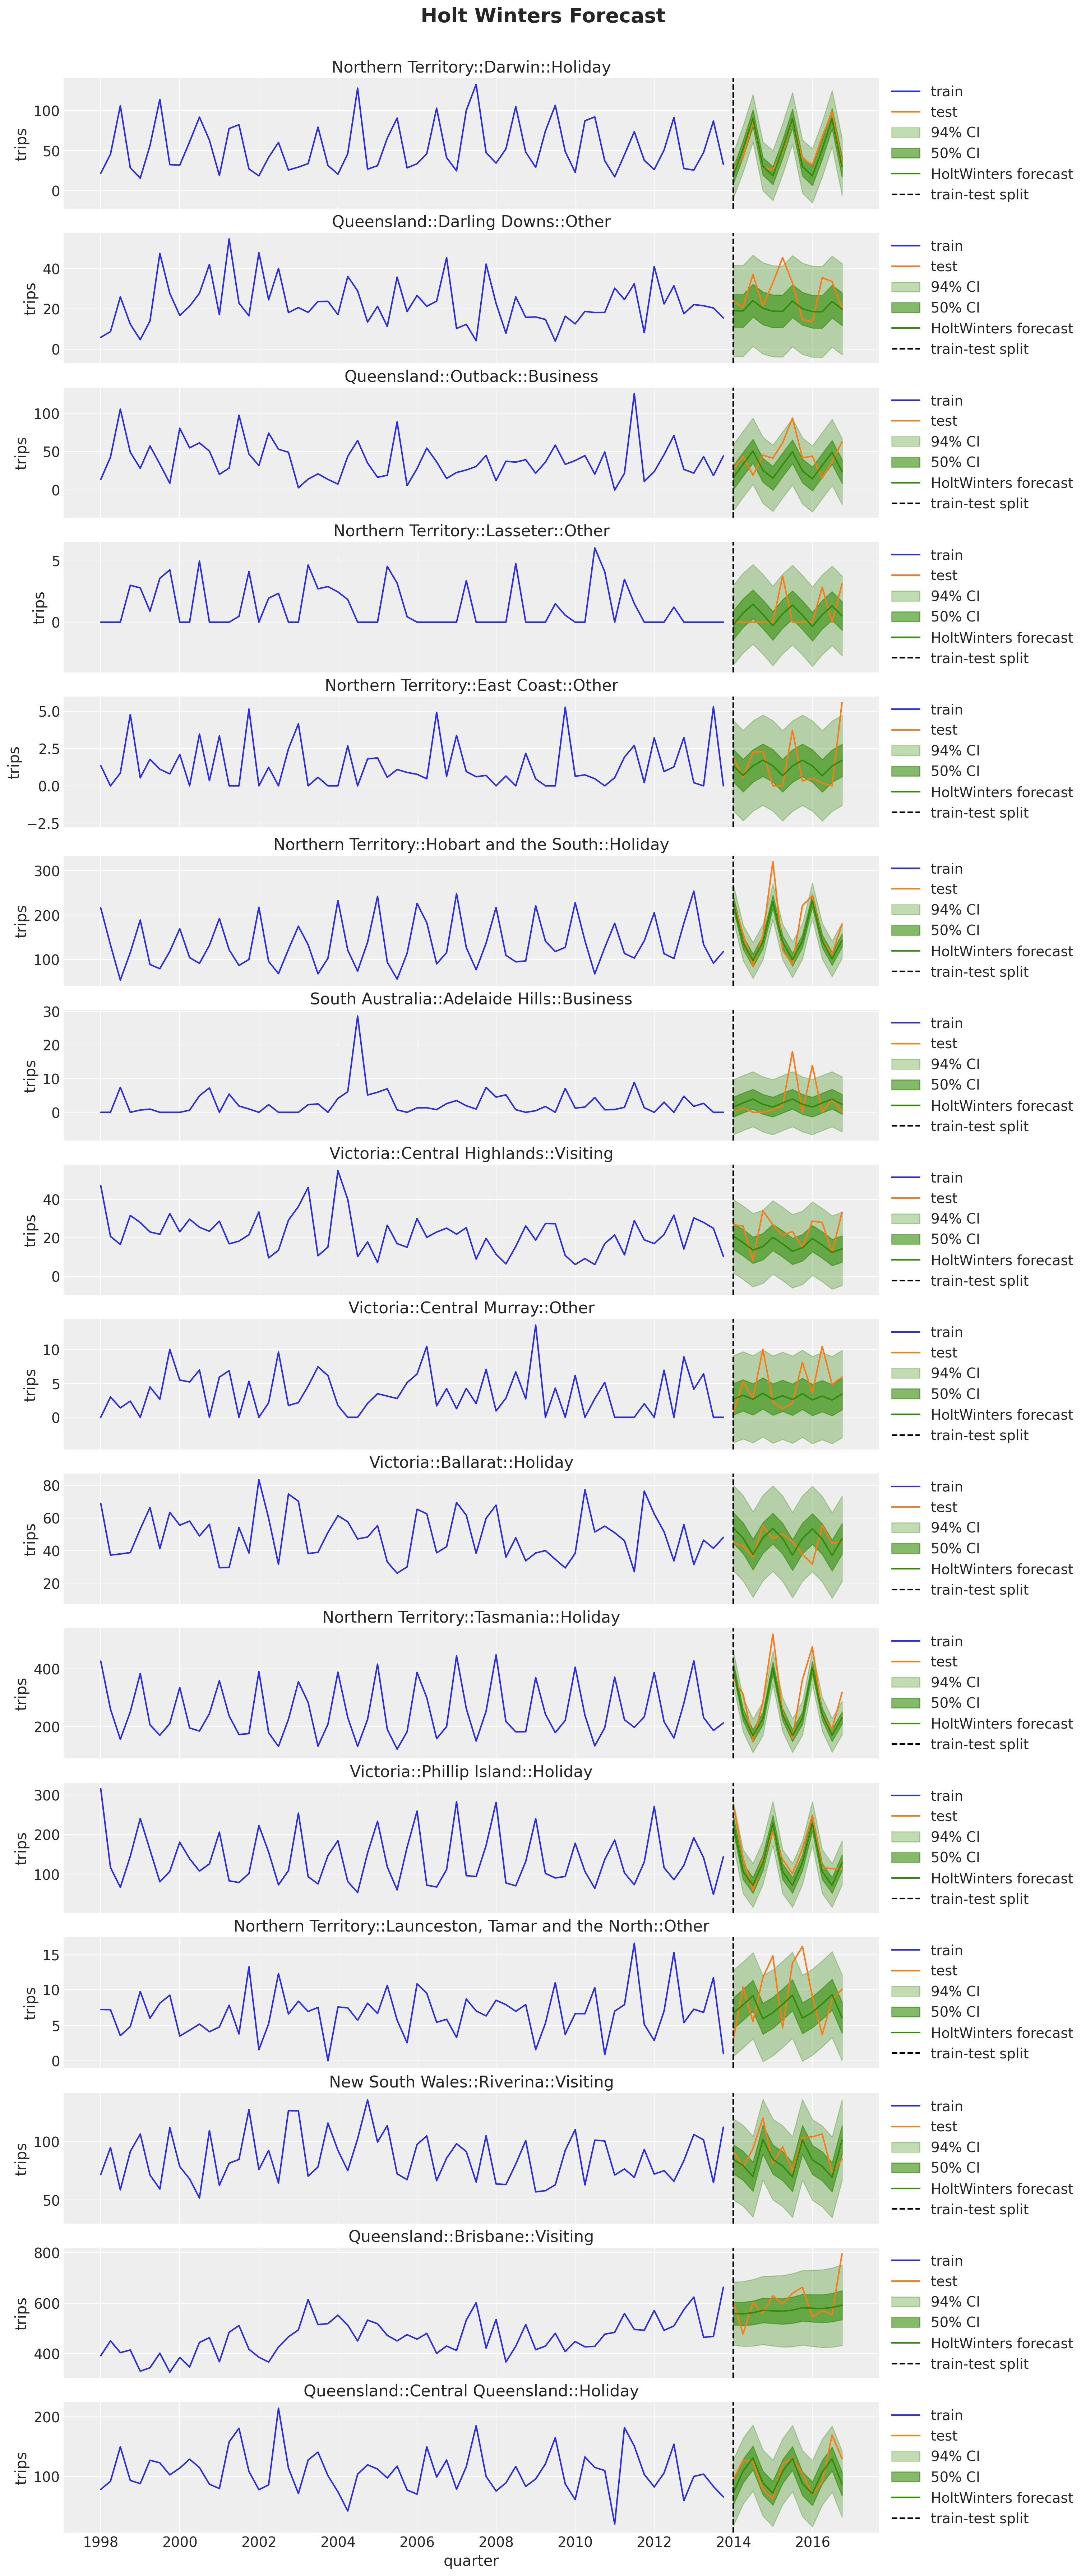 Holt Winters Forecast
Northern Territory::Darwin::Holiday
trips
100
50
0
train
test
94% CI
50% CI
HoltWinters forecast
train-test split
Queensland::Darling Downs::Other
trips
40
20
0
train
test
94% CI
50% CI
HoltWinters forecast
train-test split
Queensland::Outback::Business
trips
100
50
0
train
test
94% CI
50% CI
HoltWinters forecast
train-test split
Northern Territory::Lasseter::Other
trips
5
0
train
test
94% CI
50% CI
HoltWinters forecast
train-test split
Northern Territory::East Coast::Other
trips
5.0
2.5
0.0
−2.5
train
test
94% CI
50% CI
HoltWinters forecast
train-test split
Northern Territory::Hobart and the South::Holiday
trips
300
200
100
train
test
94% CI
50% CI
HoltWinters forecast
train-test split
South Australia::Adelaide Hills::Business
trips
30
20
10
0
train
test
94% CI
50% CI
HoltWinters forecast
train-test split
Victoria::Central Highlands::Visiting
trips
40
20
0
train
test
94% CI
50% CI
HoltWinters forecast
train-test split
Victoria::Central Murray::Other
trips
10
5
0
train
test
94% CI
50% CI
HoltWinters forecast
train-test split
Victoria::Ballarat::Holiday
trips
80
60
40
20
train
test
94% CI
50% CI
HoltWinters forecast
train-test split
Northern Territory::Tasmania::Holiday
trips
400
200
train
test
94% CI
50% CI
HoltWinters forecast
train-test split
Victoria::Phillip Island::Holiday
trips
300
200
100
train
test
94% CI
50% CI
HoltWinters forecast
train-test split
Northern Territory::Launceston, Tamar and the North::Other
trips
15
10
5
0
train
test
94% CI
50% CI
HoltWinters forecast
train-test split
New South Wales::Riverina::Visiting
trips
100
50
train
test
94% CI
50% CI
HoltWinters forecast
train-test split
Queensland::Brisbane::Visiting
trips
800
600
400
train
test
94% CI
50% CI
HoltWinters forecast
train-test split
Queensland::Central Queensland::Holiday
trips
200
100
train
test
94% CI
50% CI
HoltWinters forecast
train-test split
1998 2000 2002 2004 2006 2008 2010 2012 2014 2016
quarter